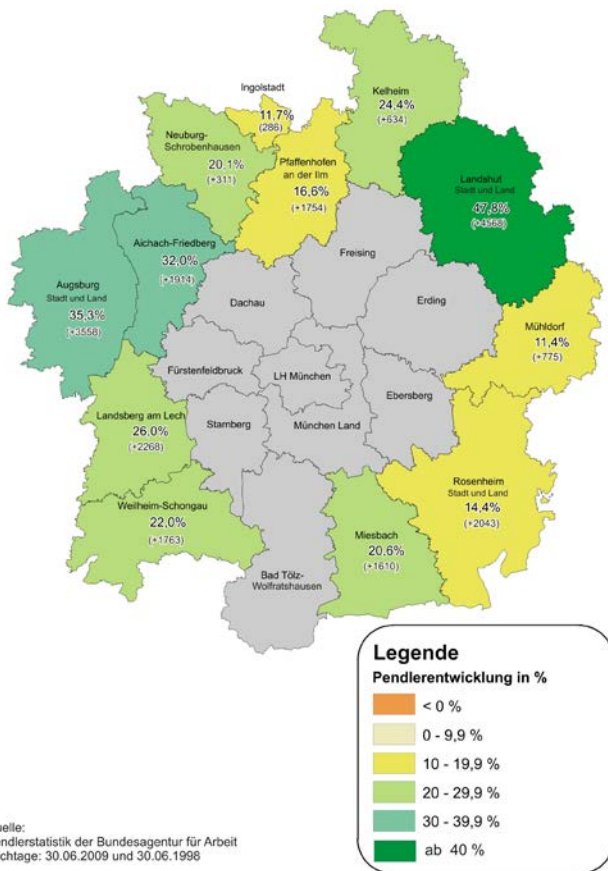 Ingolstadt
11,7%
(286)
Kelheim
24,4%
(+634)
Neuburg-
Schrobenhausen
20,1%
(+311)
Pfaffenhofen
an der Ilm
16,6%
(+1754)
Landshut
Stadt und Land
47,8%
(+4568)
Aichach-Friedberg
32,0%
(+1914)
Augsburg
Stadt und Land
35,3%
(+3558)
Freising
Dachau
Erding
Mühldorf
11,4%
(+775)
Fürstenfeldbruck
LH München
Ebersberg
Landsberg am Lech
26,0%
(+2268)
Starnberg
München Land
Rosenheim
Stadt und Land
14,4%
(+2043)
Weilheim-Schongau
22,0%
(+1763)
Miesbach
20,6%
(+1610)
Bad Tölz-
Wolfratshausen
Legende
Pendlerentwicklung in %
< 0 %
0 - 9,9 %
10 - 19,9 %
20 - 29,9 %
30 - 39,9 %
ab 40 %
uelle:
endlerstatistik der Bundesagentur für Arbeit
chtage: 30.06.2009 und 30.06.1998